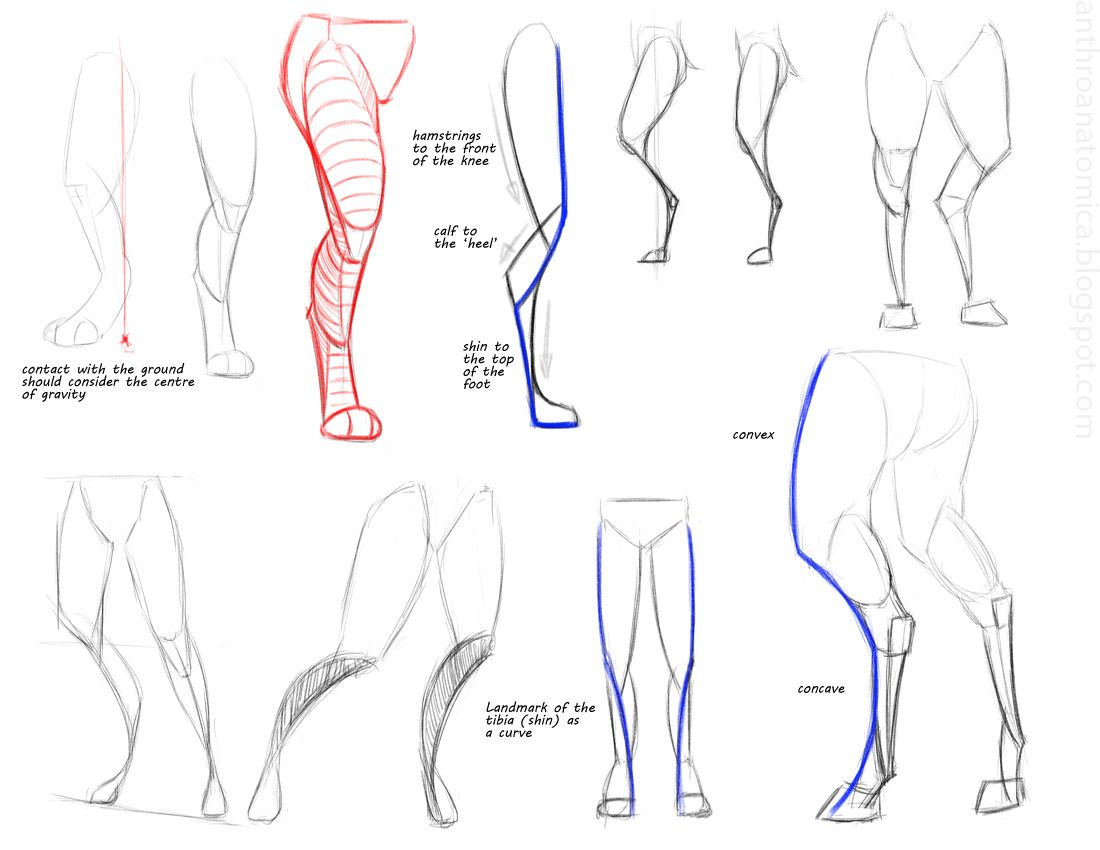 hamstrings
to the front
of the knee
calf to
the 'heel'
shin to
the top
of the
foot
contact with the ground
should consider the centre
of gravity
convex
concave
Landmark of the
tibia (shin) as
a curve
anthroanatomica.blogspot.com